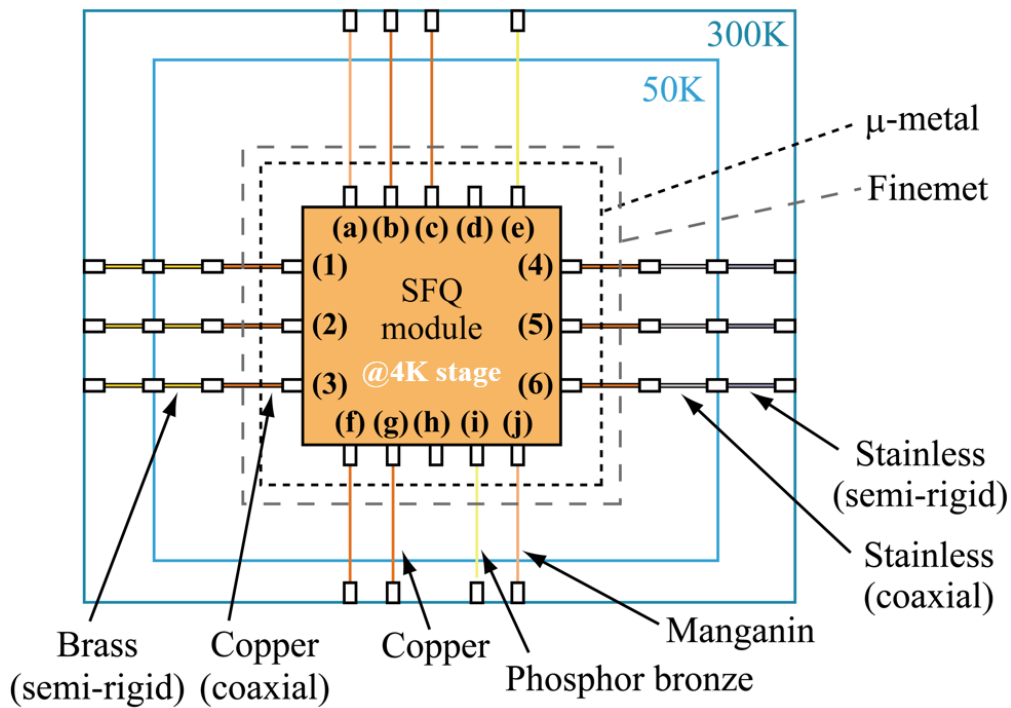 300K
50K
μ-metal
Finemet
(a) (b) (c) (d) (e)
(1) (4)
SFQ
(2) module (5)
@4K stage
(3) (6)
(f) (g) (h) (i) (j)
Stainless
(semi-rigid)
Stainless
(coaxial)
Brass
(semi-rigid)
Copper
(coaxial)
Copper
Phosphor bronze
Manganin